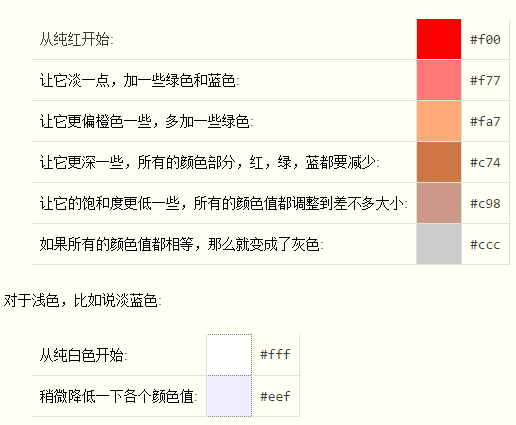 从纯红开始: #f00
让它淡一点，加一些绿色和蓝色: #f77
让它更偏橙色一些，多加一些绿色: #fa7
让它更深一些，所有的颜色部分，红，绿，蓝都要减少: #c74
让它的饱和度更低一些，所有的颜色值都调整到差不多大小: #c98
如果所有的颜色值都相等，那么就变成了灰色: #ccc
对于浅色，比如说淡蓝色:
从纯白色开始: #fff
稍微降低一下各个颜色值: #eef